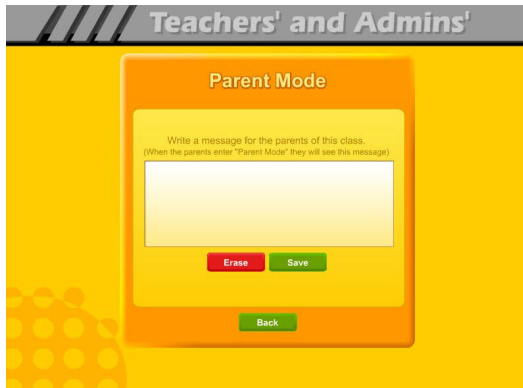 Teachers' and Admins'
Parent Mode
Write a message for the parents of this class.
(When the parents enter "Parent Mode" they will see this message)
Erase
Save
Back